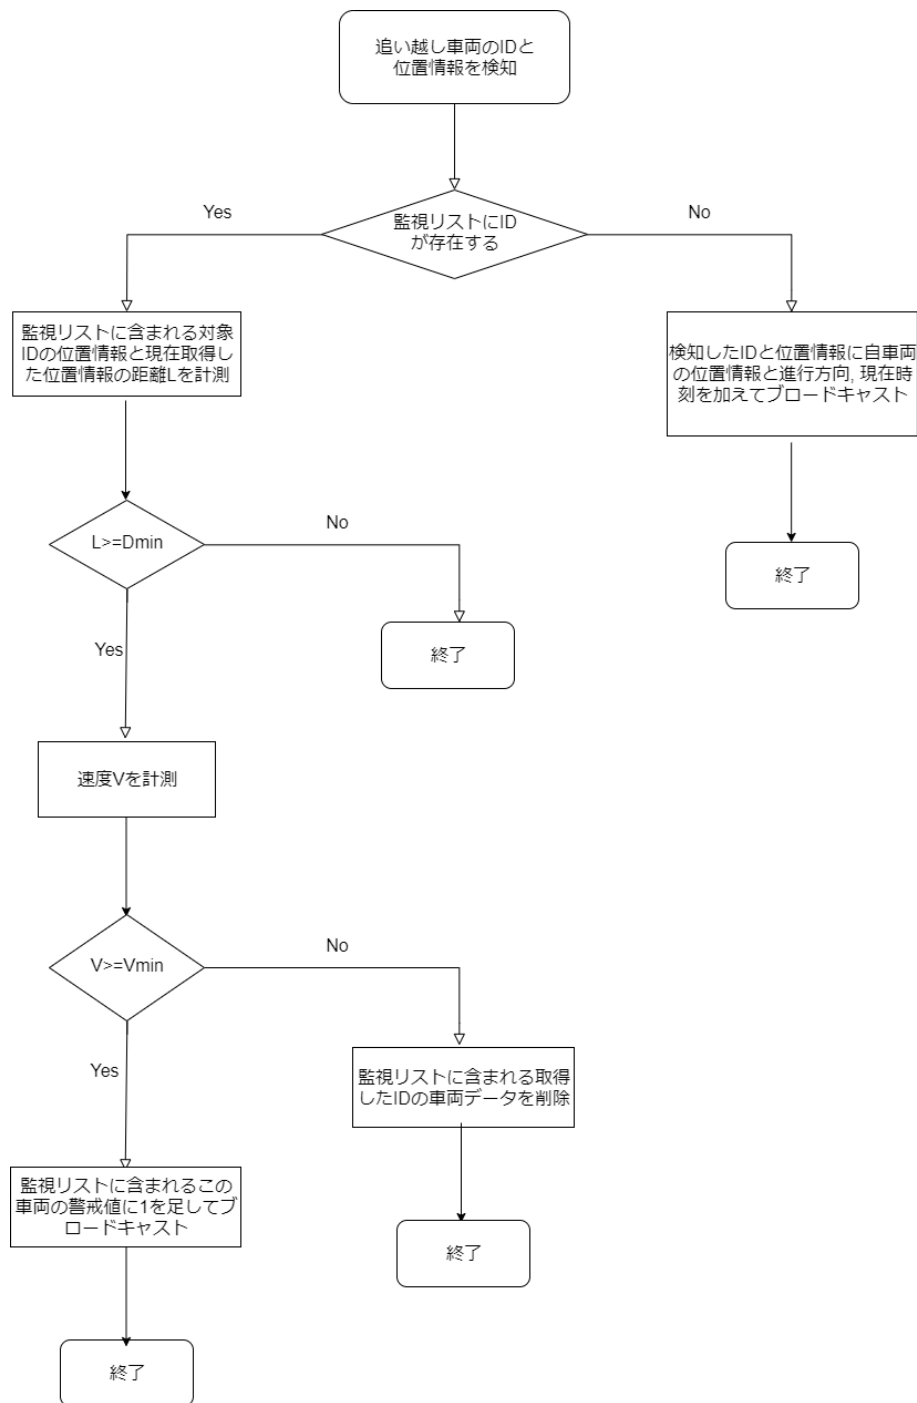 追い越し車両のIDと
位置情報を検知
監視リストにID
が存在する
Yes
No
監視リストに含まれる対象
IDの位置情報と現在取得し
た位置情報の距離Lを計測
検知したIDと位置情報に自車両
の位置情報と進行方向, 現在時
刻を加えてブロードキャスト
L>=Dmin
No
終了
Yes
終了
速度Vを計測
V>=Vmin
No
Yes
監視リストに含まれる取得
したIDの車両データを削除
監視リストに含まれるこの
車両の警戒値に1を足してブ
ロードキャスト
終了
終了